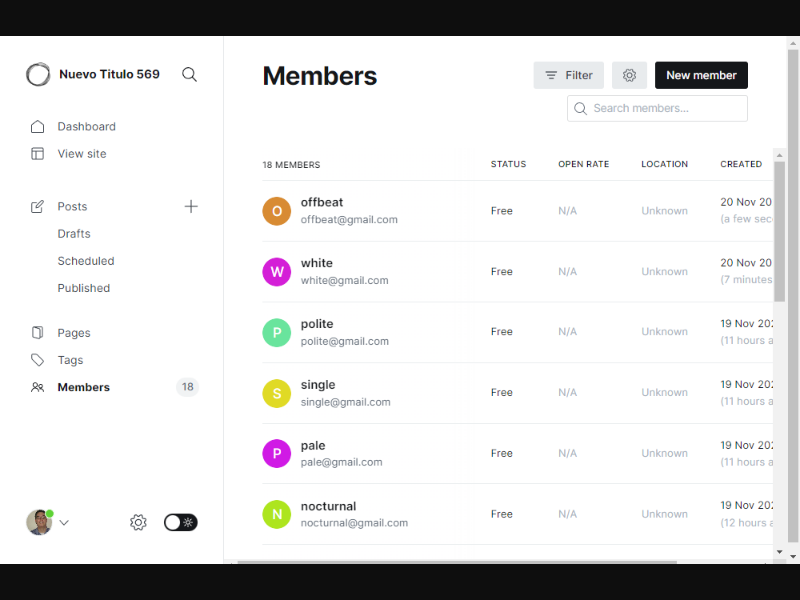 Nuevo Titulo 569
Dashboard
View site
Posts
Drafts
Scheduled
Published
Pages
Tags
Members 18
Members
Filter
New member
Search members...
18 MEMBERS STATUS OPEN RATE LOCATION CREATED
O offbeat Free N/A Unknown 20 Nov 20
offbeat@gmail.com (a few sec
W white Free N/A Unknown 20 Nov 20
white@gmail.com (7 minutes
P polite Free N/A Unknown 19 Nov 202
polite@gmail.com (11 hours a
S single Free N/A Unknown 19 Nov 202
single@gmail.com (11 hours a
P pale Free N/A Unknown 19 Nov 202
pale@gmail.com (11 hours a
N nocturnal Free N/A Unknown 19 Nov 202
nocturnal@gmail.com (12 hours a